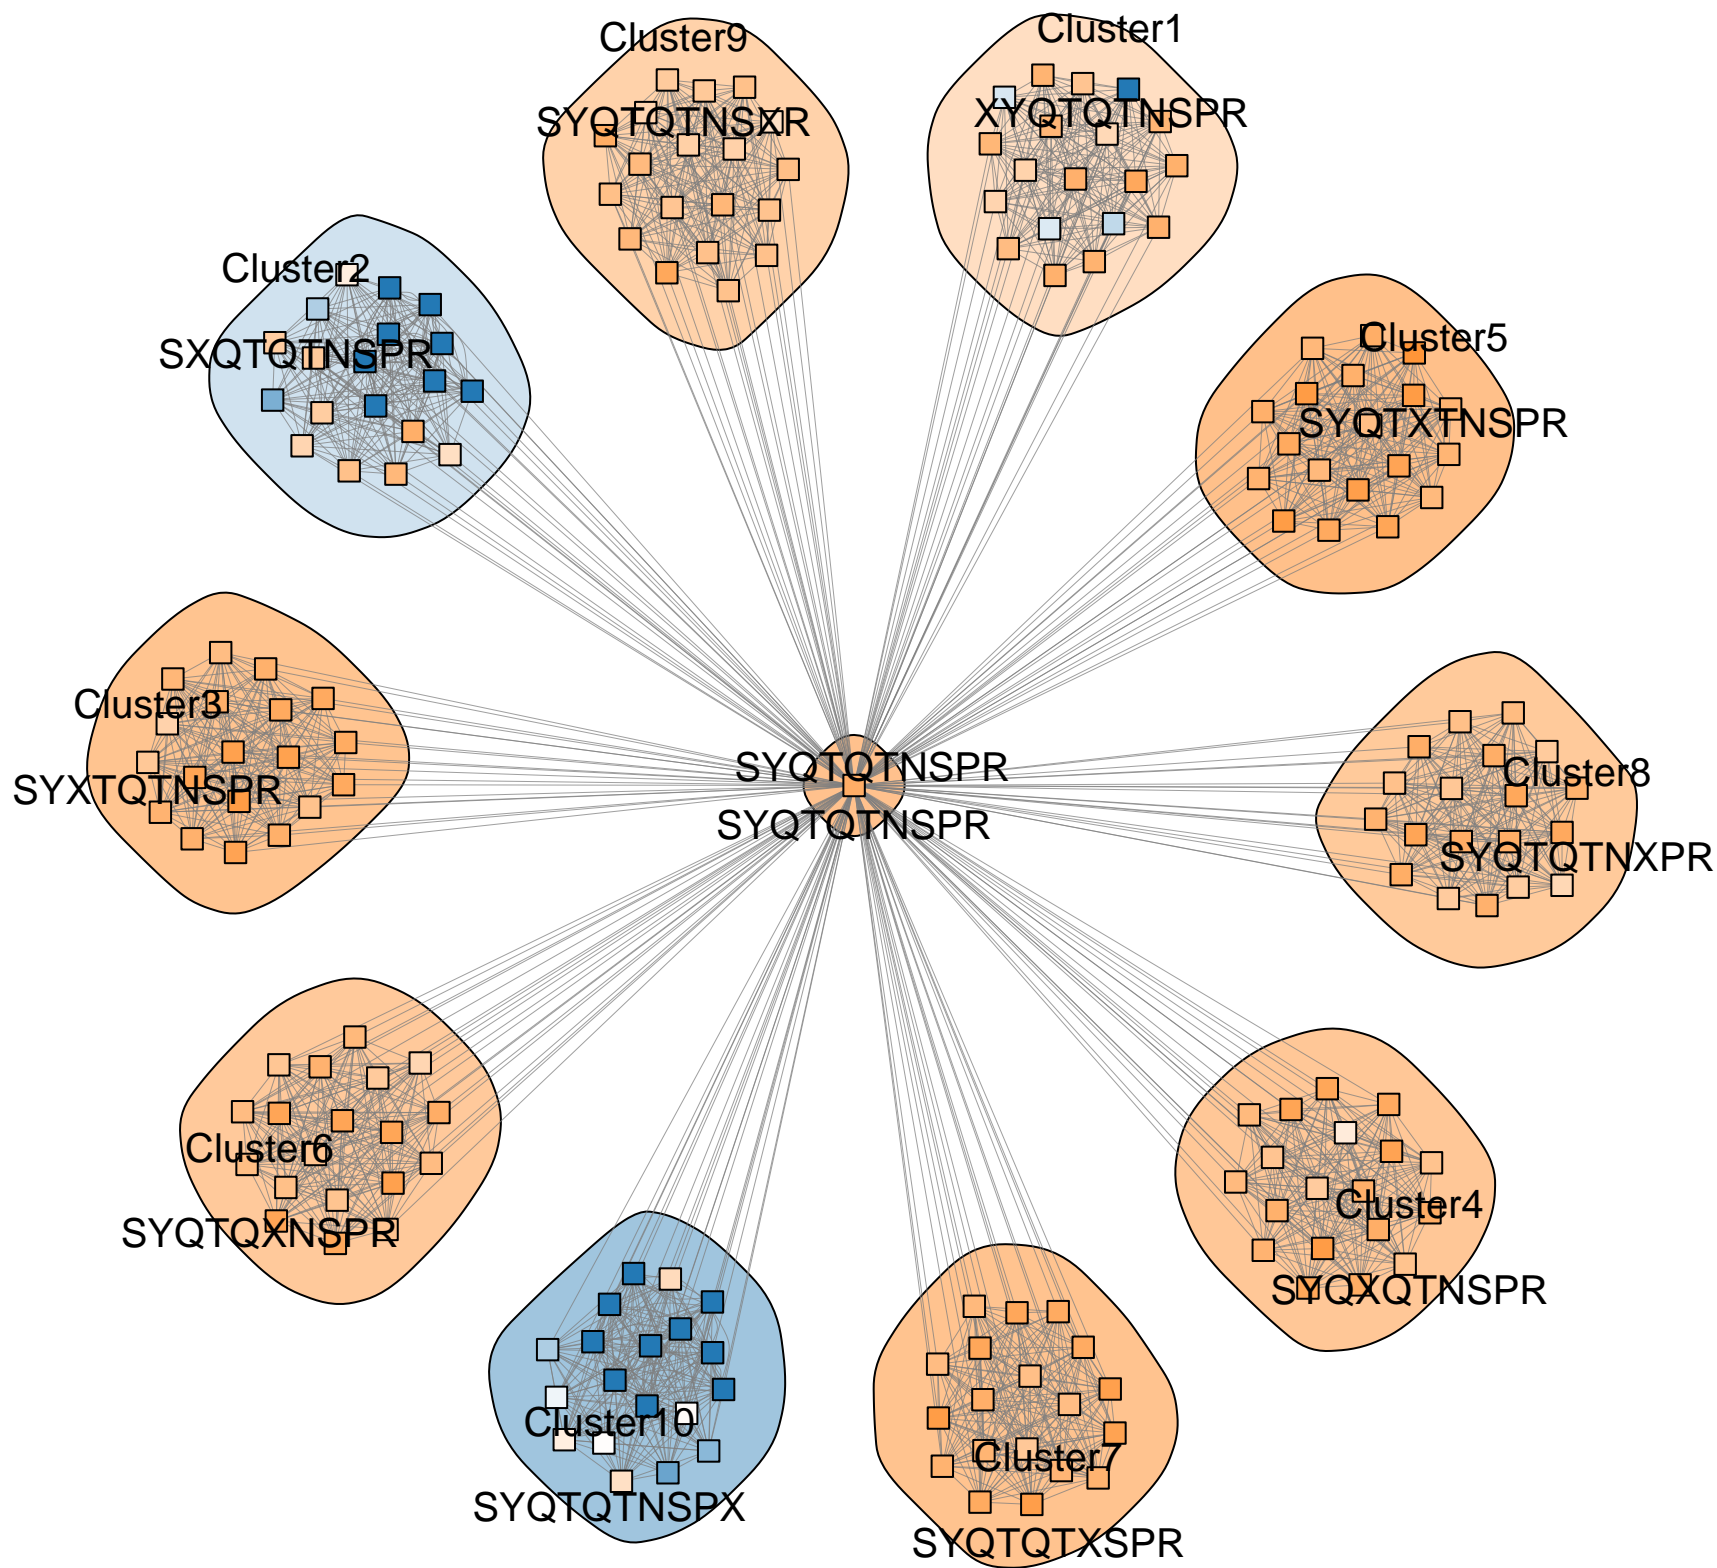 Cluster9
SYQTQTNSXR
Cluster1
XYQTQTNSPR
Cluster2
SXQTQTNSPR
Cluster5
SYQTXTNSPR
Cluster3
SYXTQTNSPR
SYQTQTNSPR
SYQTQTNSPR
Cluster8
SYQTQTNXPR
Cluster6
SYQTQXNSPR
Cluster4
SYQXQTNSPR
Cluster10
SYQTQTNSPX
Cluster7
SYQTQTXSPR